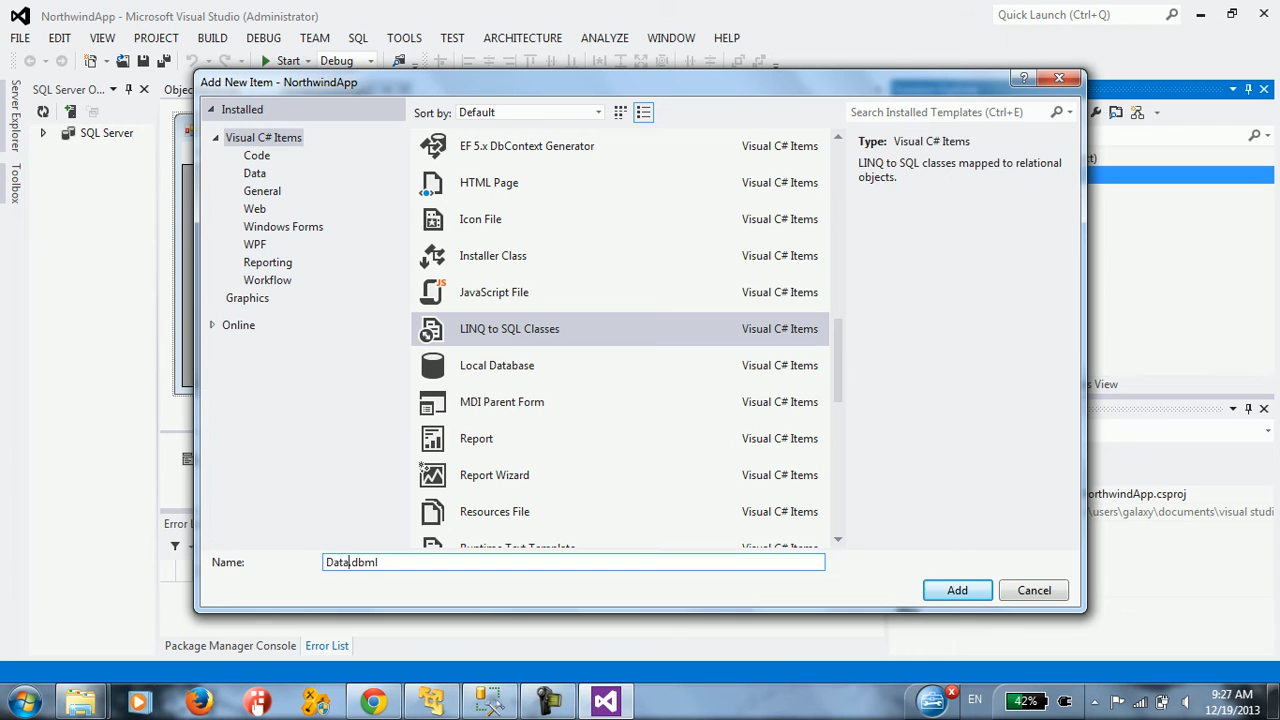 NorthwindApp - Microsoft Visual Studio (Administrator)
Quick Launch (Ctrl+Q)
FILE EDIT VIEW PROJECT BUILD DEBUG TEAM SQL TOOLS TEST ARCHITECTURE ANALYZE WINDOW HELP
Start Debug
Server Explorer
Toolbox
SQL Server O...
SQL Server
Add New Item - NorthwindApp
Installed
Visual C# Items
Code
Data
General
Web
Windows Forms
WPF
Reporting
Workflow
Graphics
Online
Sort by: Default
Search Installed Templates (Ctrl+E)
EF 5.x DbContext Generator Visual C# Items
HTML Page Visual C# Items
Icon File Visual C# Items
Installer Class Visual C# Items
JavaScript File Visual C# Items
LINQ to SQL Classes Visual C# Items
Local Database Visual C# Items
MDI Parent Form Visual C# Items
Report Visual C# Items
Report Wizard Visual C# Items
Resources File Visual C# Items
Runtime Text Template Visual C# Items
Type: Visual C# Items
LINQ to SQL classes mapped to relational
objects.
Name: Data.dbml
Add Cancel
View
Error List
Package Manager Console Error List
EN
42%
9:27 AM
12/19/2013